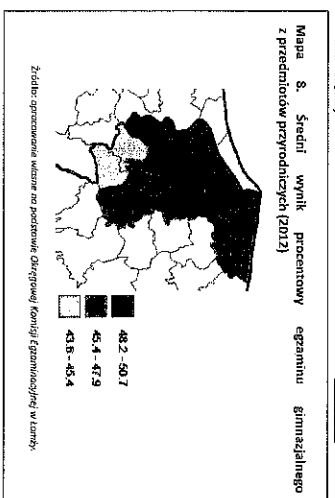 Mapa 8. Średni wynik procentowy egzaminu gimnazjalnego
z przedmiotów przyrodniczych (2012)
48.2 - 50.7
45.4 - 47.9
43.6 - 45.4
Źródło: opracowanie własne na podstawie Okręgowej Komisji Egzaminacyjnej w Łomży.